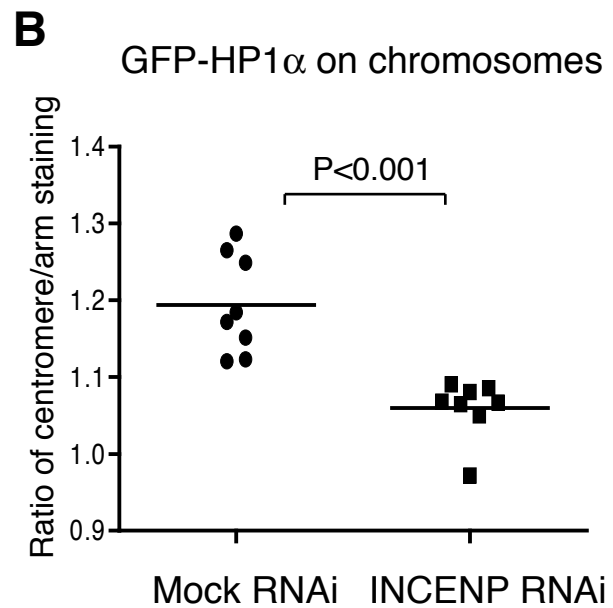 B
GFP-HP1α on chromosomes
Ratio of centromere/arm staining
1.4
1.3
1.2
1.1
1.0
0.9
P<0.001
Mock RNAi
INCENP RNAi